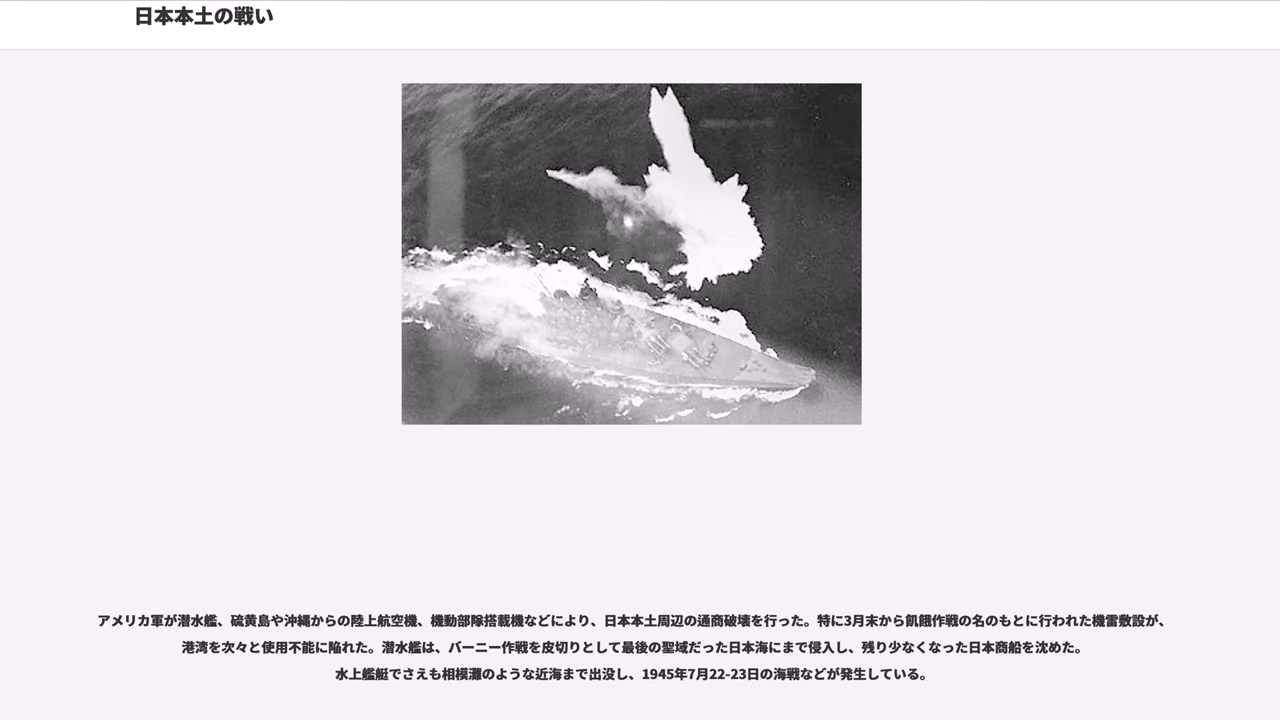 日本本土の戦い
アメリカ軍が潜水艦、硫黄島や沖縄からの陸上航空機、機動部隊搭載機などにより、日本本土周辺の通商破壊を行った。特に3月末から飢餓作戦の名のもとに行われた機雷敷設が、
港湾を次々と使用不能に陥れた。潜水艦は、バーニー作戦を皮切りとして最後の聖域だった日本海にまで侵入し、残り少なくなった日本商船を沈めた。
水上艦艇でさえも相模灘のような近海まで出没し、1945年7月22-23日の海戦などが発生している。